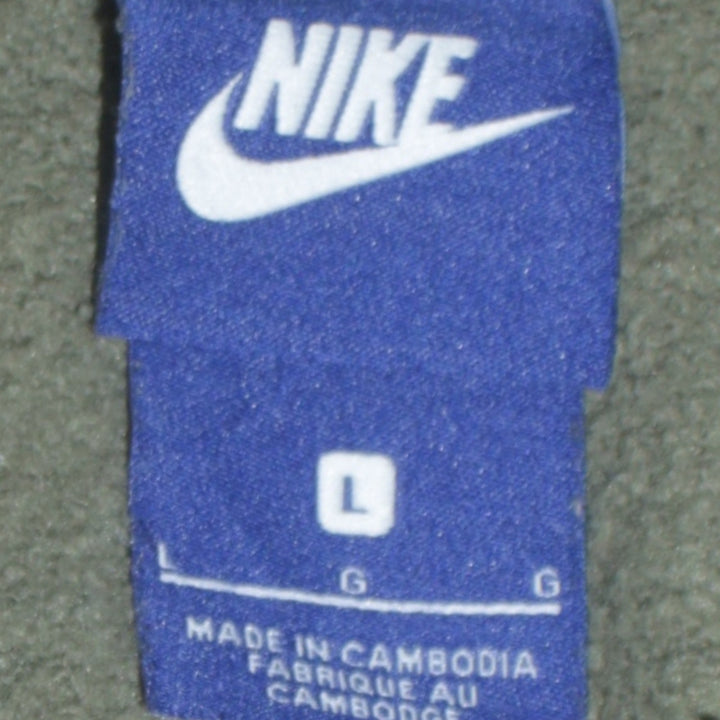 NIKE
L
L G G
MADE IN CAMBODIA
FABRIQUE AU
CAMBODGE